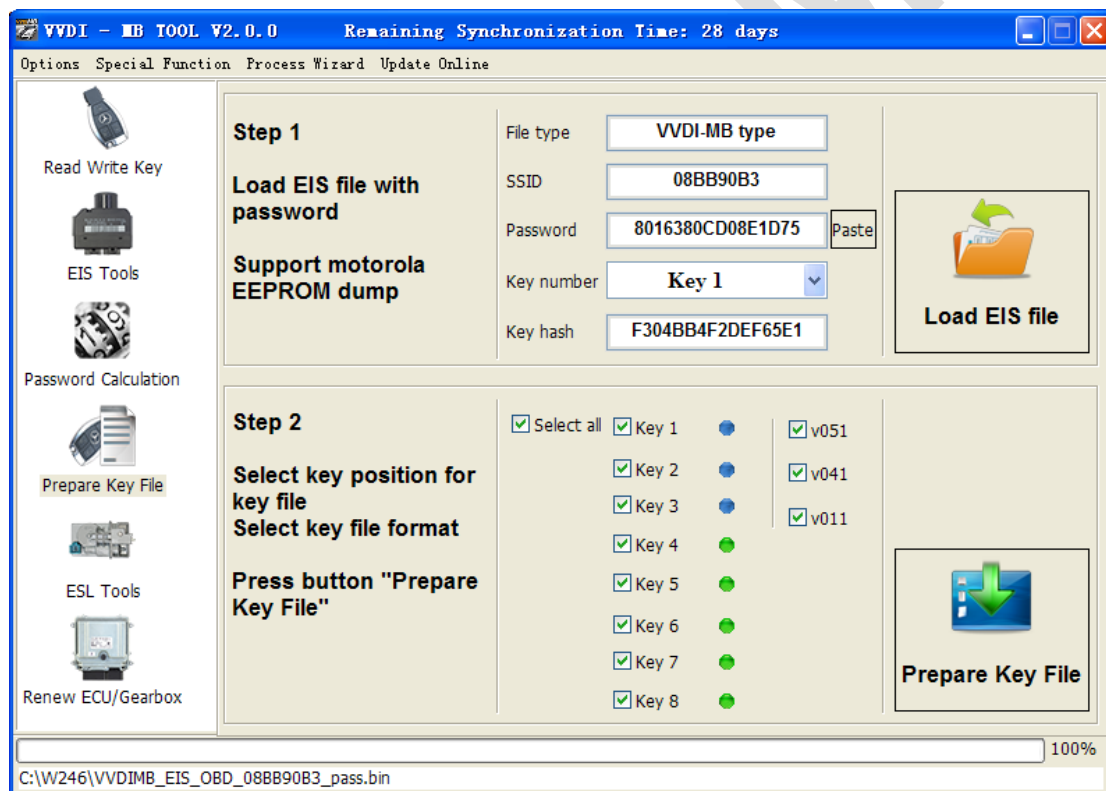 VVDI - MB TOOL V2.0.0 Remaining Synchronization Time: 28 days
Options Special Function Process Wizard Update Online
Read Write Key
EIS Tools
Password Calculation
Prepare Key File
ESL Tools
Renew ECU/Gearbox
Step 1
Load EIS file with
password
Support motorola
EEPROM dump
File type VVDI-MB type
SSID 08BB90B3
Password 8016380CD08E1D75 Paste
Key number Key 1
Key hash F304BB4F2DEF65E1
Load EIS file
Step 2
Select key position for
key file
Select key file format
Press button "Prepare
Key File"
Select all Key 1 v051
Key 2 v041
Key 3 v011
Key 4
Key 5
Key 6
Key 7
Key 8
Prepare Key File
100%
C:\W246\VVDIMB_EIS_OBD_08BB90B3_pass.bin